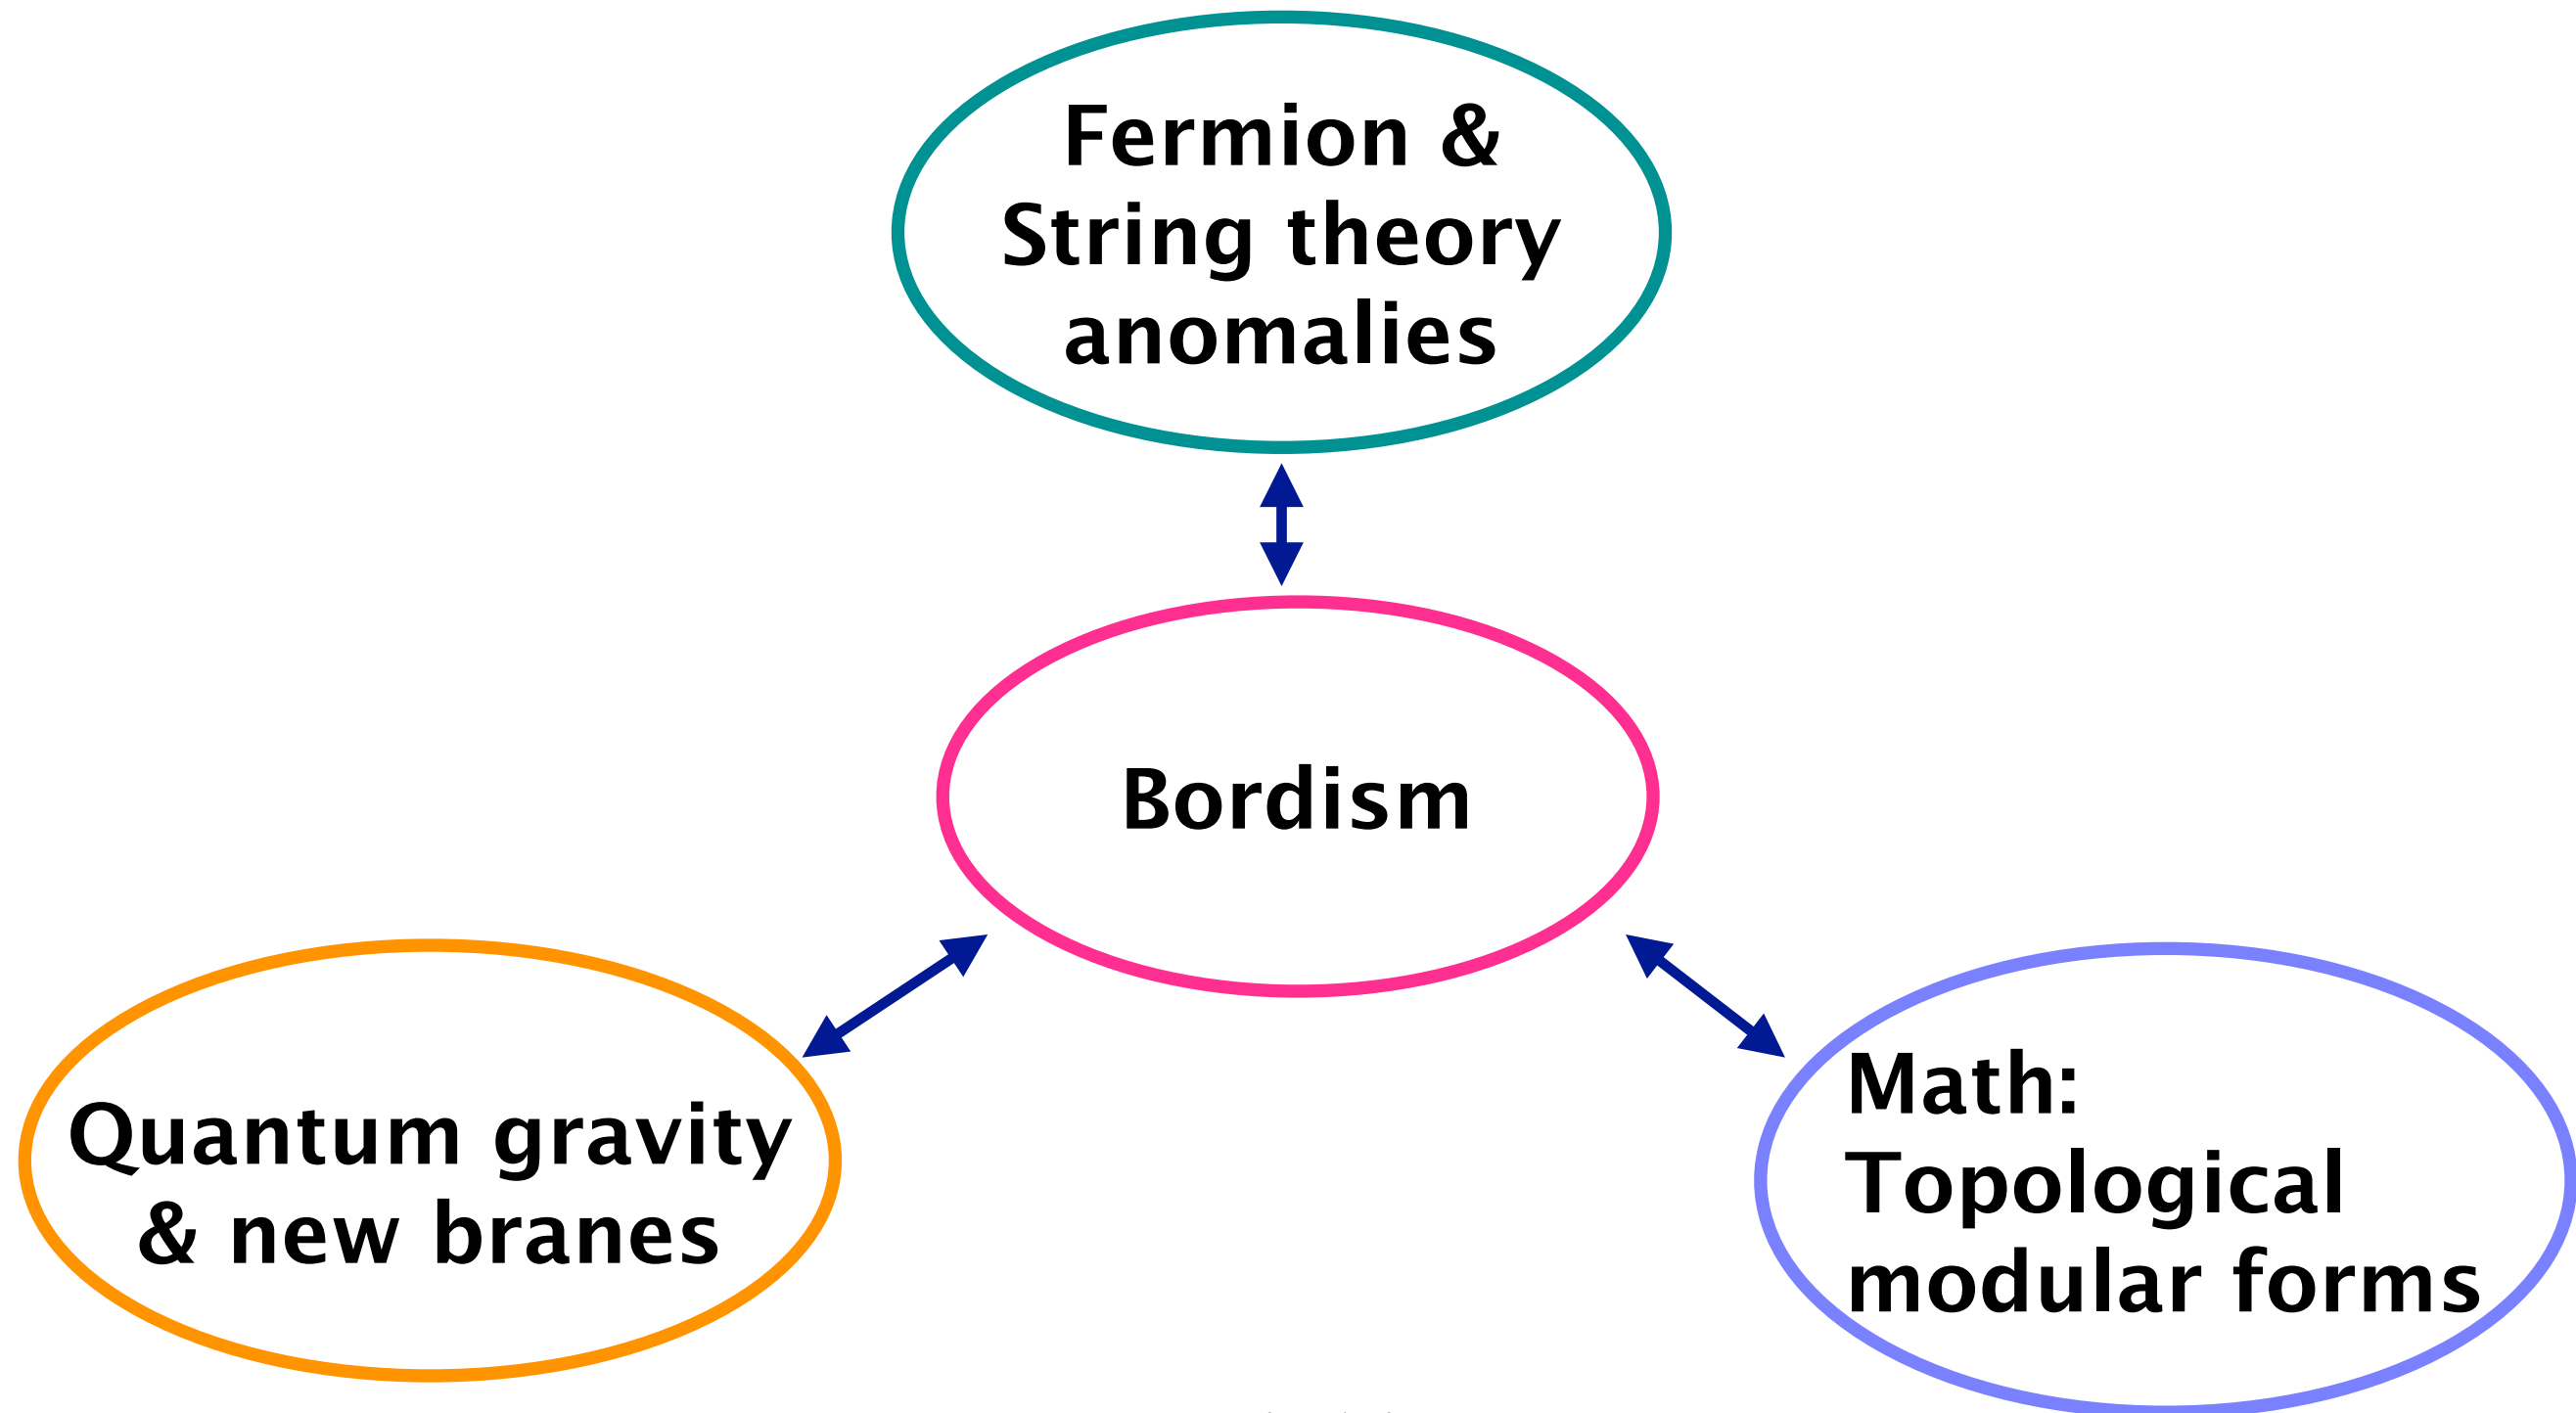 Fermion &
String theory
anomalies
Bordism
Quantum gravity
& new branes
Math:
Topological
modular forms